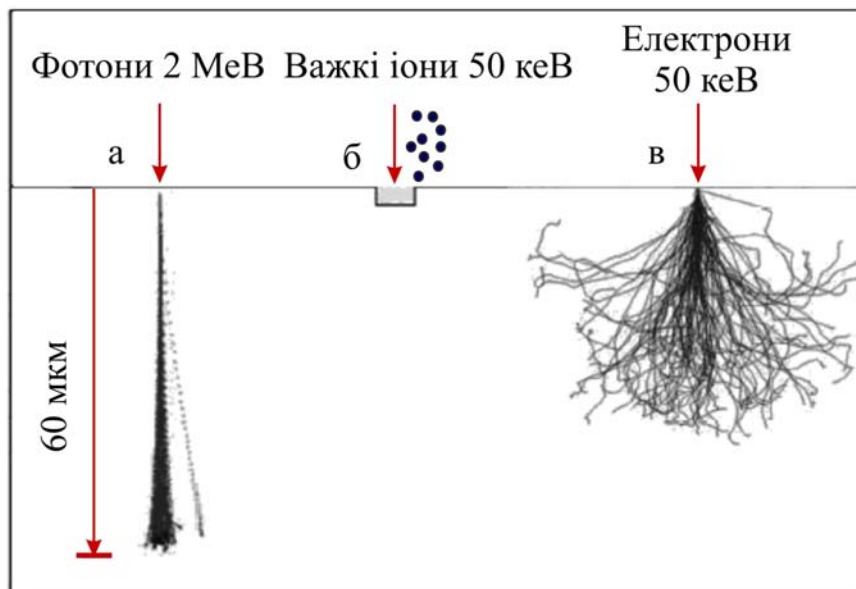 Фотони 2 МеВ
Важкі іони 50 кеВ
Електрони
50 кеВ
а
б
в
60 мкм